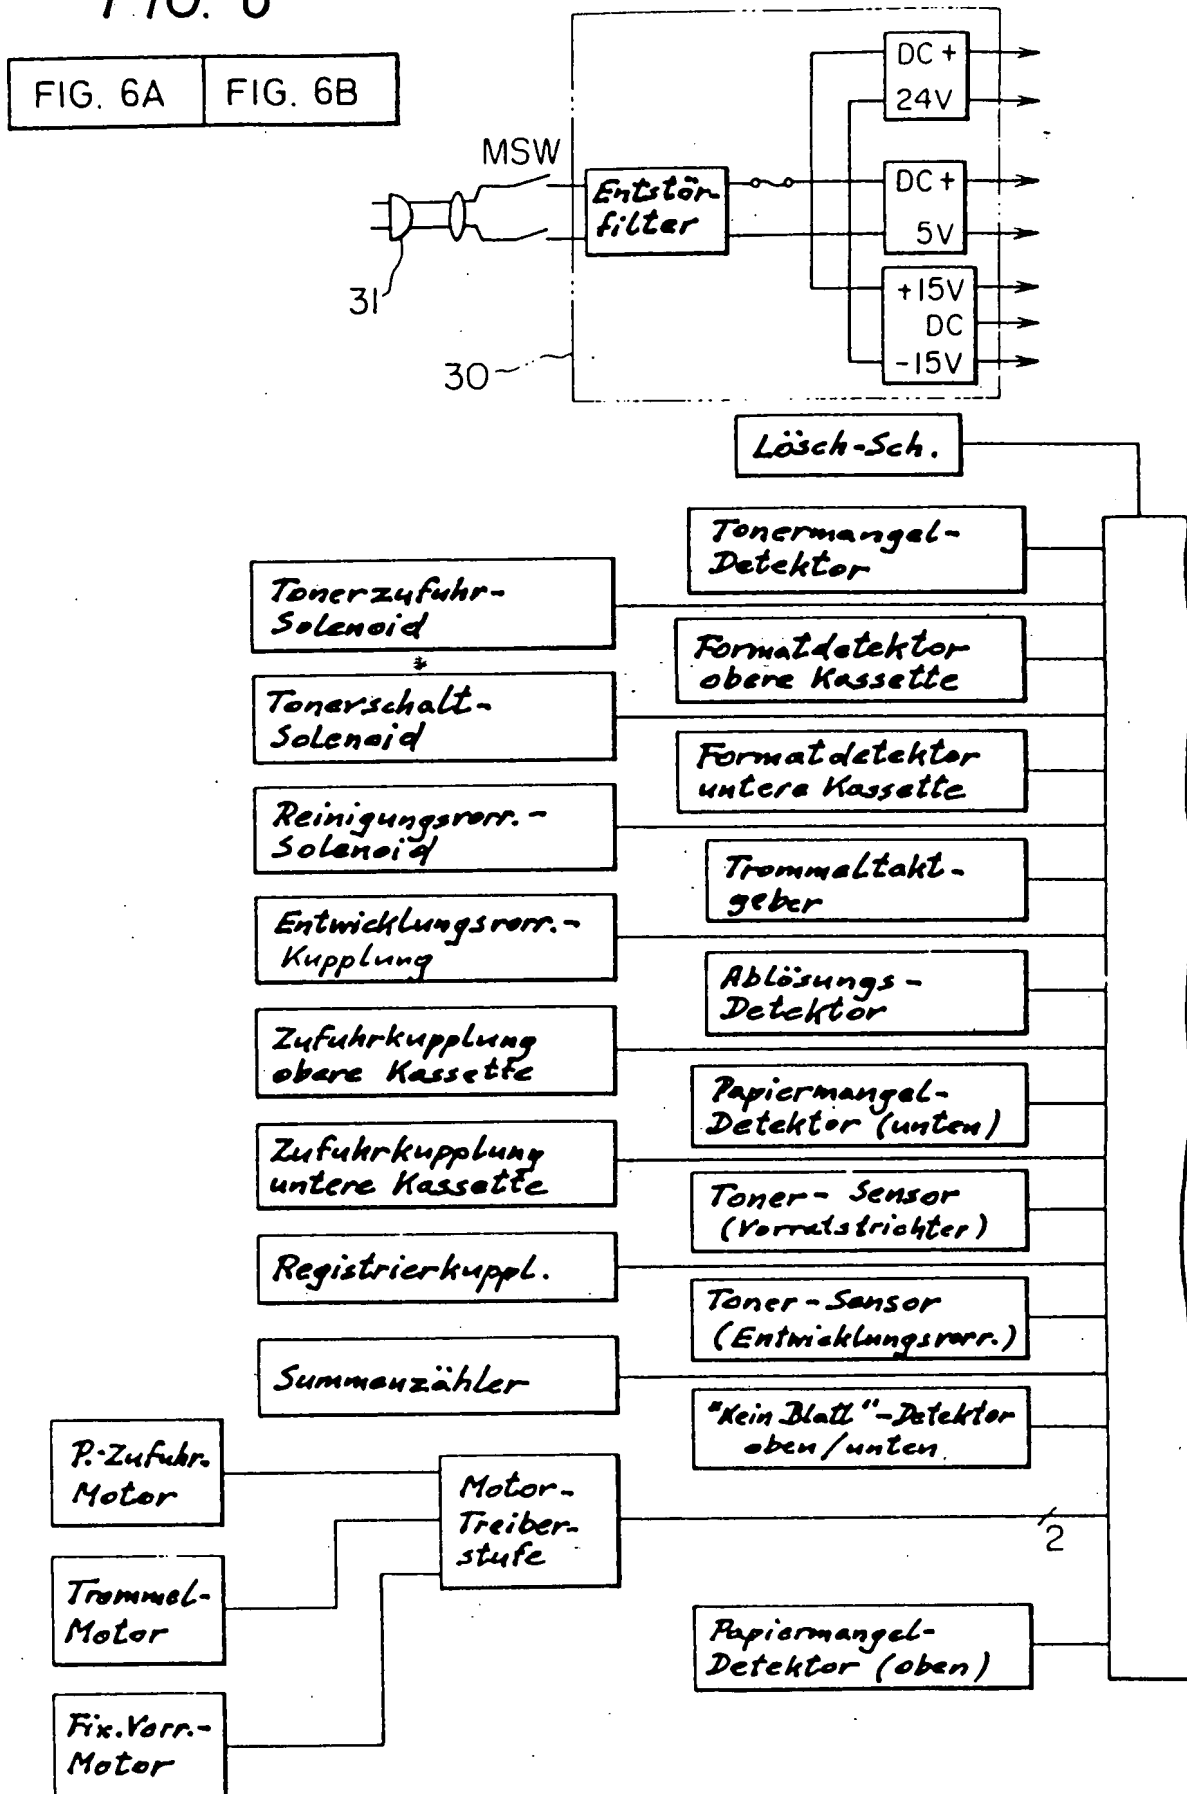 FIG. 6
FIG. 6A
FIG. 6B
MSW
Entstör-
filter
DC +
24V
DC +
5V
+15V
DC
-15V
31
30
Lösch-Sch.
Tonermangel-
Detektor
Tonerzufuhr-
Solenoid
Formatdetektor
obere Kassette
Tonerschalt-
Solenoid
Formatdetektor
untere Kassette
Reinigungsvorr.-
Solenoid
Trommeltakt-
geber
Entwicklungsvorr.-
Kupplung
Ablösungs-
Detektor
Zufuhrkupplung
obere Kassette
Papiermangel-
Detektor (unten)
Zufuhrkupplung
untere Kassette
Toner-Sensor
(Vorratstrichter)
Registrierkuppl.
Toner-Sensor
(Entwicklungsvorr.)
Summenzähler
"Kein Blatt"-Detektor
oben/unten
P.-Zufuhr.
Motor
Motor-
Treiber-
stufe
2
Trommel-
Motor
Papiermangel-
Detektor (oben)
Fix.Vorr.-
Motor